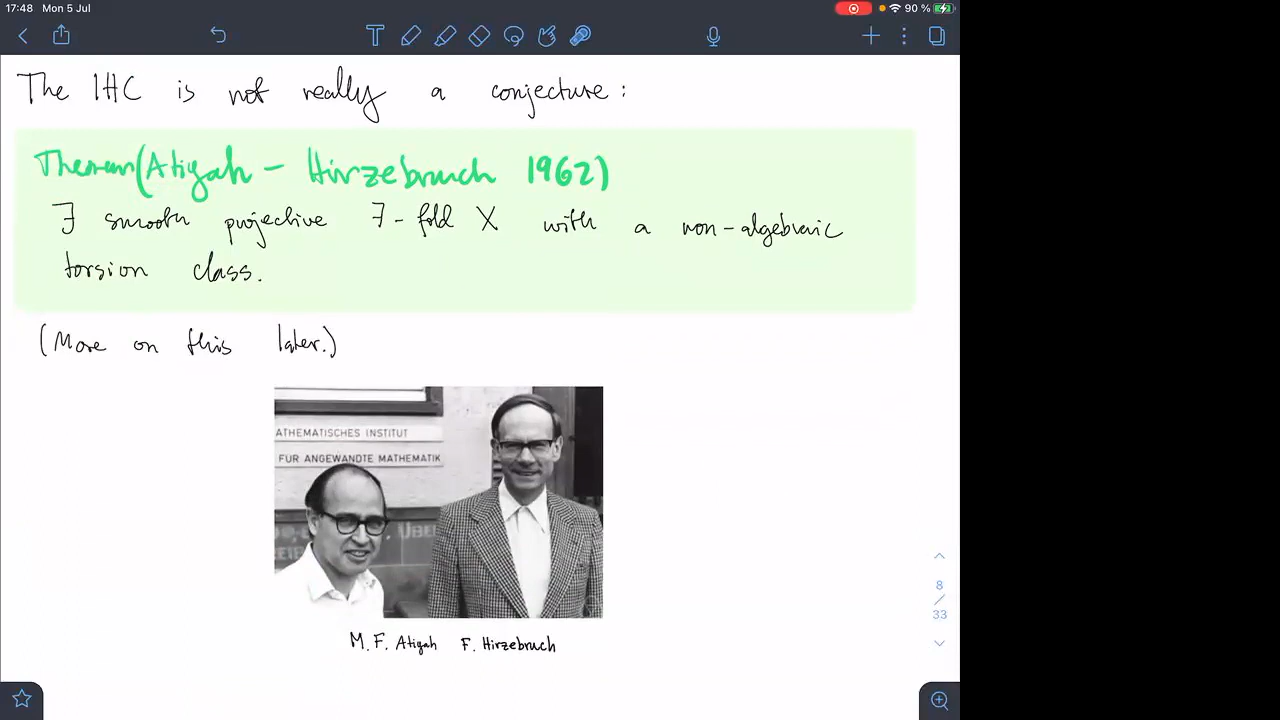 17:48 Mon 5 Jul
90 %
The IHC is not really a conjecture:
Theorem (Atiyah - Hirzebruch 1962)
∃ smooth projective 7-fold X with a non-algebraic
torsion class.
(More on this later.)
ATHEMATISCHES INSTITUT
FÜR ANGEWANDTE MATHEMATIK
M. F. Atiyah F. Hirzebruch
8
/
33